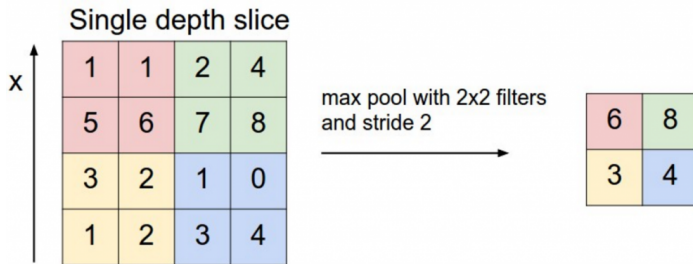 Single depth slice
x
1 1 2 4
5 6 7 8
3 2 1 0
1 2 3 4
max pool with 2x2 filters
and stride 2
6 8
3 4